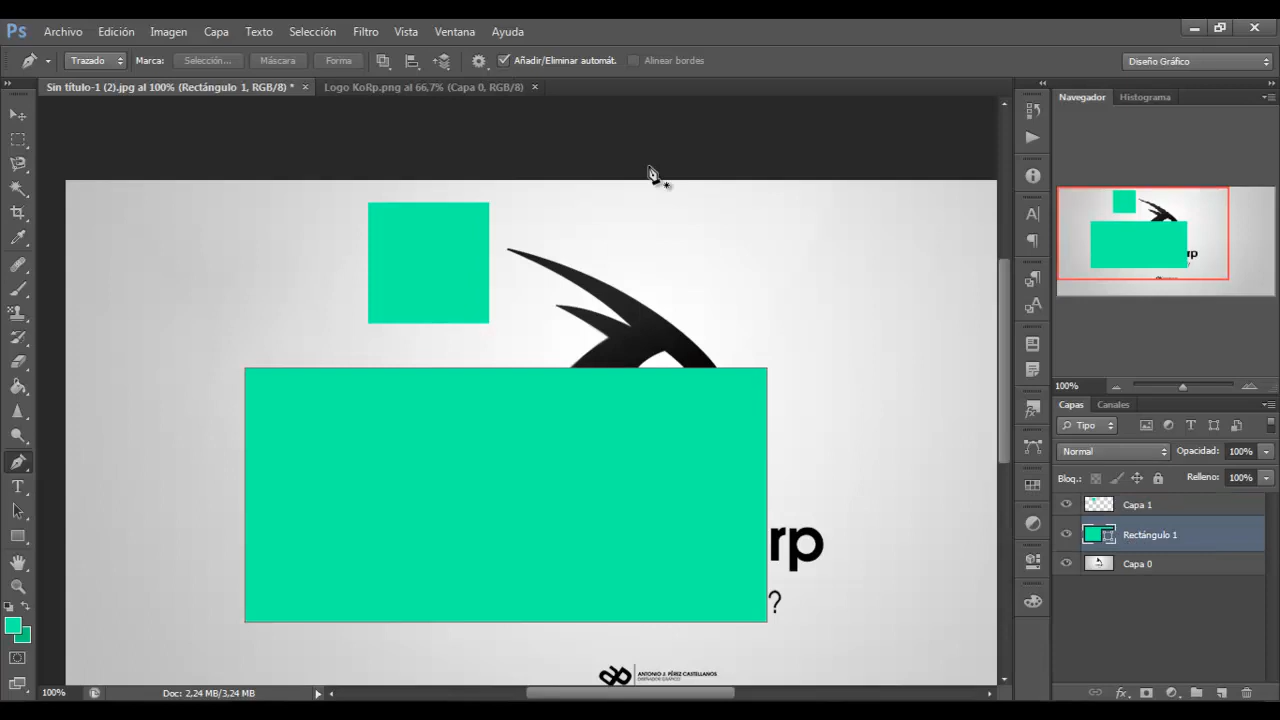 Ps Archivo Edición Imagen Capa Texto Selección Filtro Vista Ventana Ayuda
Trazado Marca: Selección... Máscara Forma Añadir/Eliminar automát. Alinear bordes Diseño Gráfico
Sin título-1 (2).jpg al 100% (Rectángulo 1, RGB/8) * Logo KoRp.png al 66,7% (Capa 0, RGB/8)
Navegador Histograma
rp
?
ANTONIO J. PÉREZ CASTELLANOS
DISEÑADOR GRÁFICO
100%
Capas Canales
Tipo
Normal Opacidad: 100%
Bloq.: Relleno: 100%
Capa 1
Rectángulo 1
Capa 0
100% Doc: 2,24 MB/3,24 MB